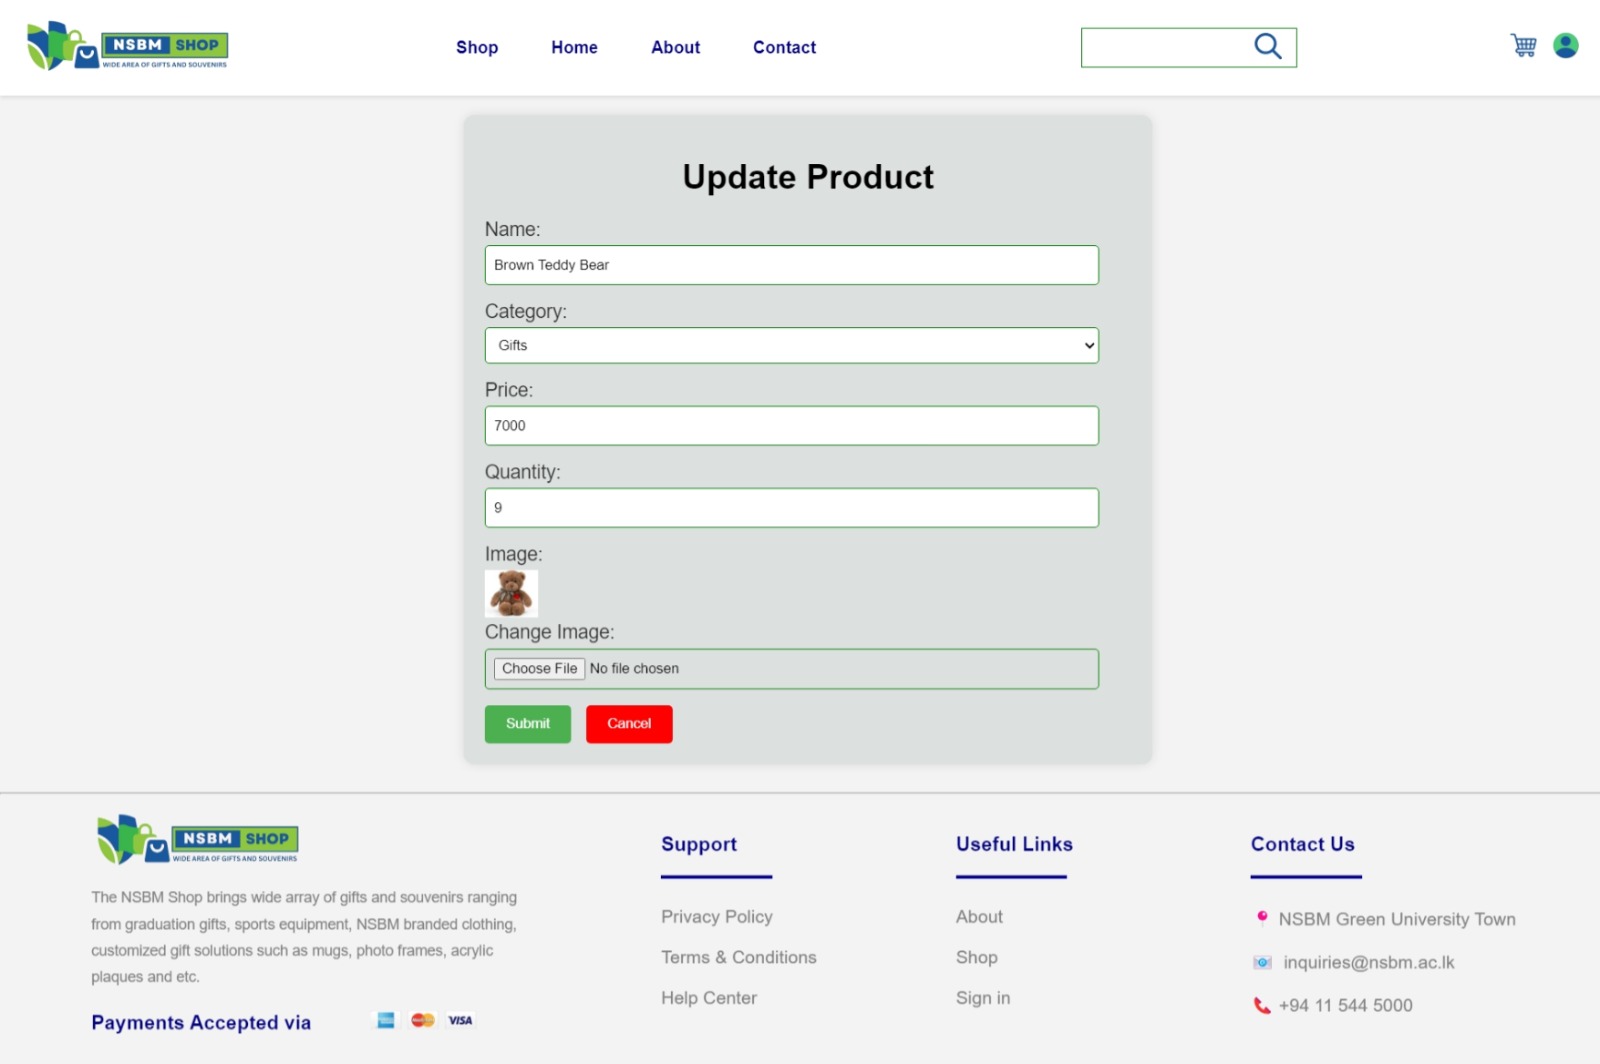 NSBM SHOP
WIDE AREA OF GIFTS AND SOUVENIRS
Shop
Home
About
Contact
Update Product
Name:
Brown Teddy Bear
Category:
Gifts
Price:
7000
Quantity:
9
Image:
Change Image:
Choose File No file chosen
Submit
Cancel
NSBM SHOP
WIDE AREA OF GIFTS AND SOUVENIRS
The NSBM Shop brings wide array of gifts and souvenirs ranging
from graduation gifts, sports equipment, NSBM branded clothing,
customized gift solutions such as mugs, photo frames, acrylic
plaques and etc.
Payments Accepted via
VISA
Support
Privacy Policy
Terms & Conditions
Help Center
Useful Links
About
Shop
Sign in
Contact Us
NSBM Green University Town
inquiries@nsbm.ac.lk
+94 11 544 5000